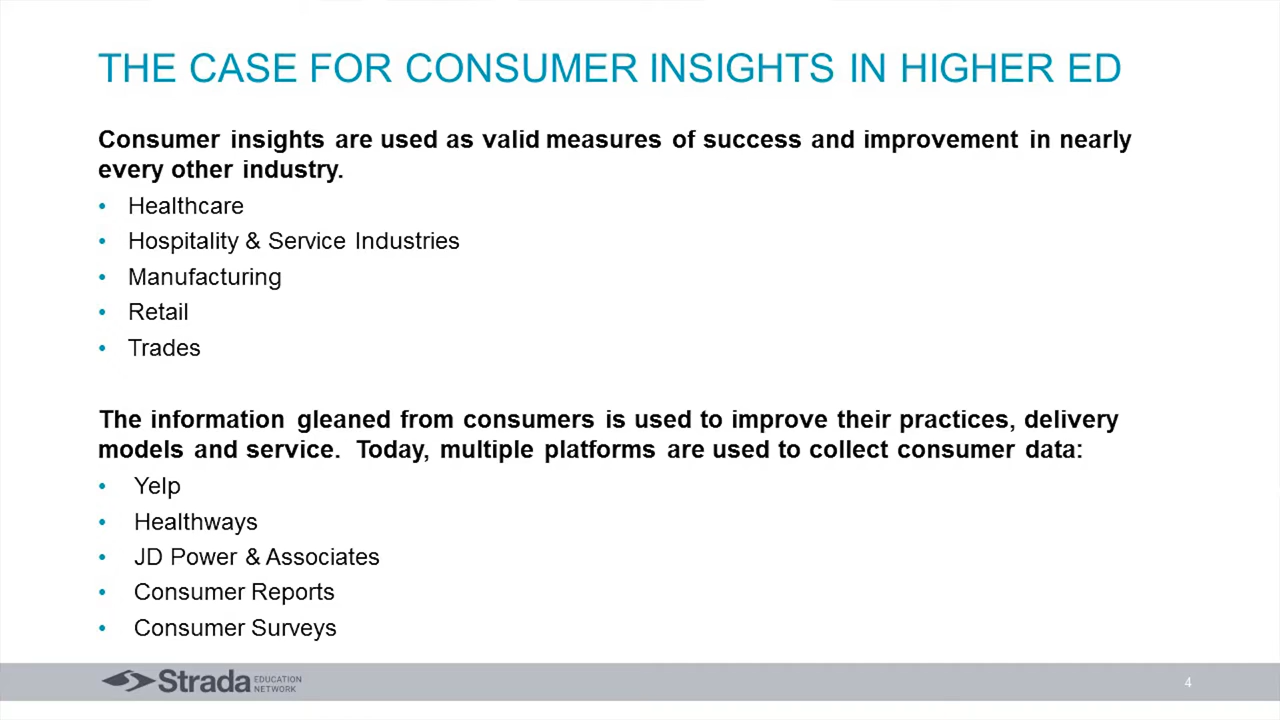 THE CASE FOR CONSUMER INSIGHTS IN HIGHER ED
Consumer insights are used as valid measures of success and improvement in nearly
every other industry.
• Healthcare
• Hospitality & Service Industries
• Manufacturing
• Retail
• Trades
The information gleaned from consumers is used to improve their practices, delivery
models and service. Today, multiple platforms are used to collect consumer data:
• Yelp
• Healthways
• JD Power & Associates
• Consumer Reports
• Consumer Surveys
Strada EDUCATION
NETWORK
4